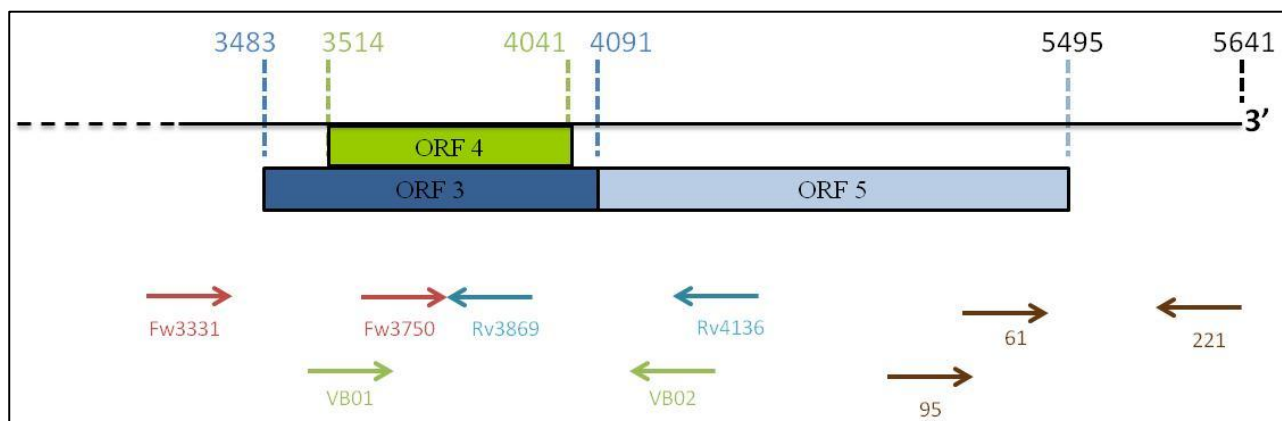 3483 3514 4041 4091 5495 5641
3'
ORF 4
ORF 3 ORF 5
Fw3331 Fw3750 Rv3869 Rv4136 61 221
VB01 VB02 95